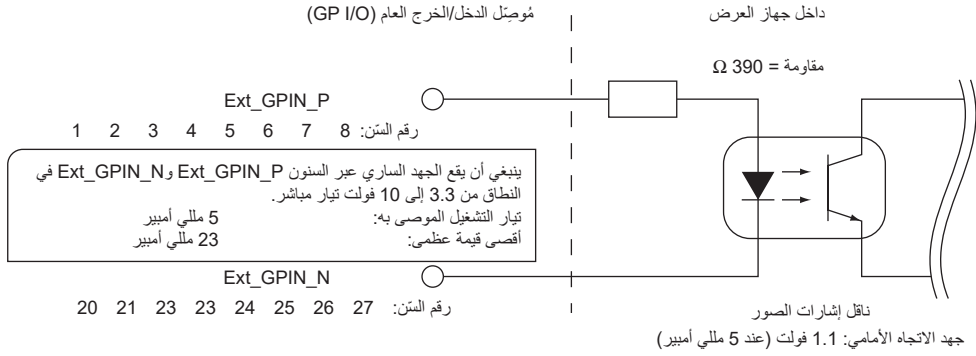 داخل جهاز العرض
مُوصِّل الدخل/الخرج العام (GP I/O)
مقاومة = 390 Ω
Ext_GPIN_P
رقم السّن: 8 7 6 5 4 3 2 1
ينبغي أن يقع الجهد الساري عبر السنون Ext_GPIN_P وExt_GPIN_N في
النطاق من 3.3 إلى 10 فولت تيار مباشر.
تيار التشغيل الموصى به: 5 مللي أمبير
أقصى قيمة عظمى: 23 مللي أمبير
Ext_GPIN_N
رقم السّن: 27 26 25 24 23 23 21 20
ناقل إشارات الصور
جهد الاتجاه الأمامي: 1.1 فولت (عند 5 مللي أمبير)